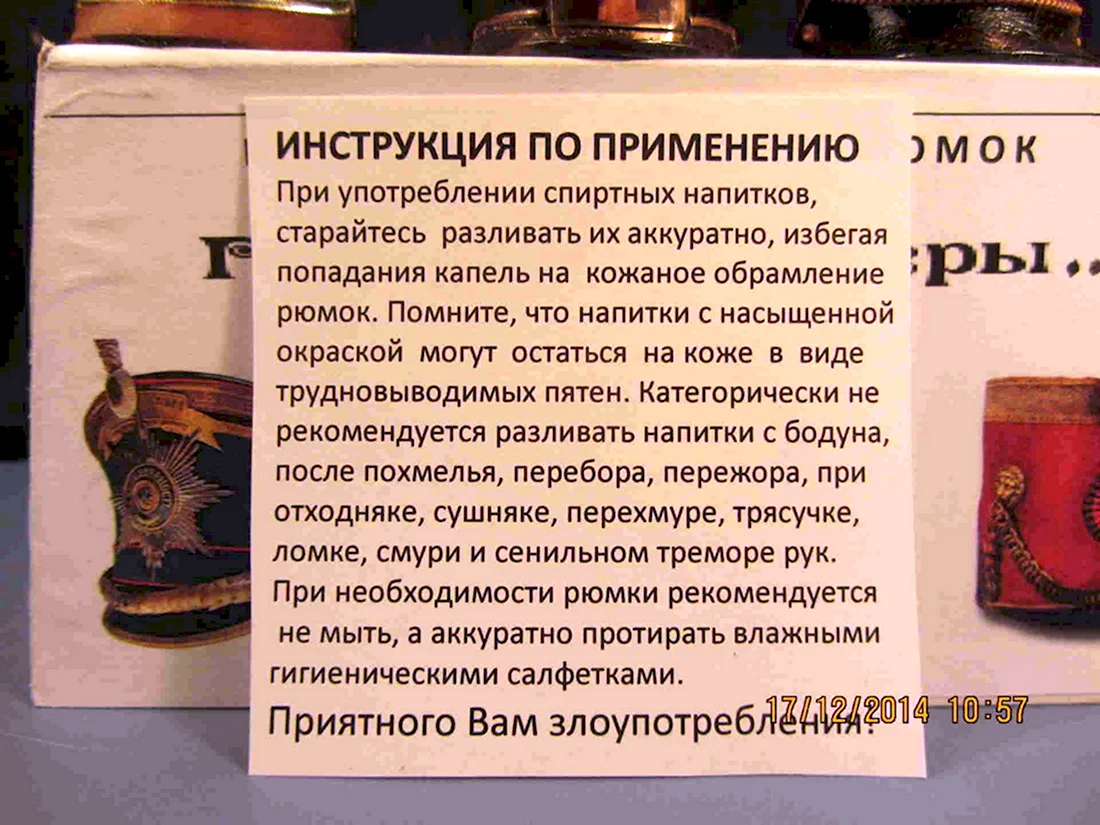 ИНСТРУКЦИЯ ПО ПРИМЕНЕНИЮ
При употреблении спиртных напитков,
старайтесь разливать их аккуратно, избегая
попадания капель на кожаное обрамление
рюмок. Помните, что напитки с насыщенной
окраской могут остаться на коже в виде
трудновыводимых пятен. Категорически не
рекомендуется разливать напитки с бодуна,
после похмелья, перебора, пережора, при
отходняке, сушняке, перехмуре, трясучке,
ломке, смури и сенильном треморе рук.
При необходимости рюмки рекомендуется
не мыть, а аккуратно протирать влажными
гигиеническими салфетками.
Приятного Вам злоупотребления!
17/12/2014 10:57